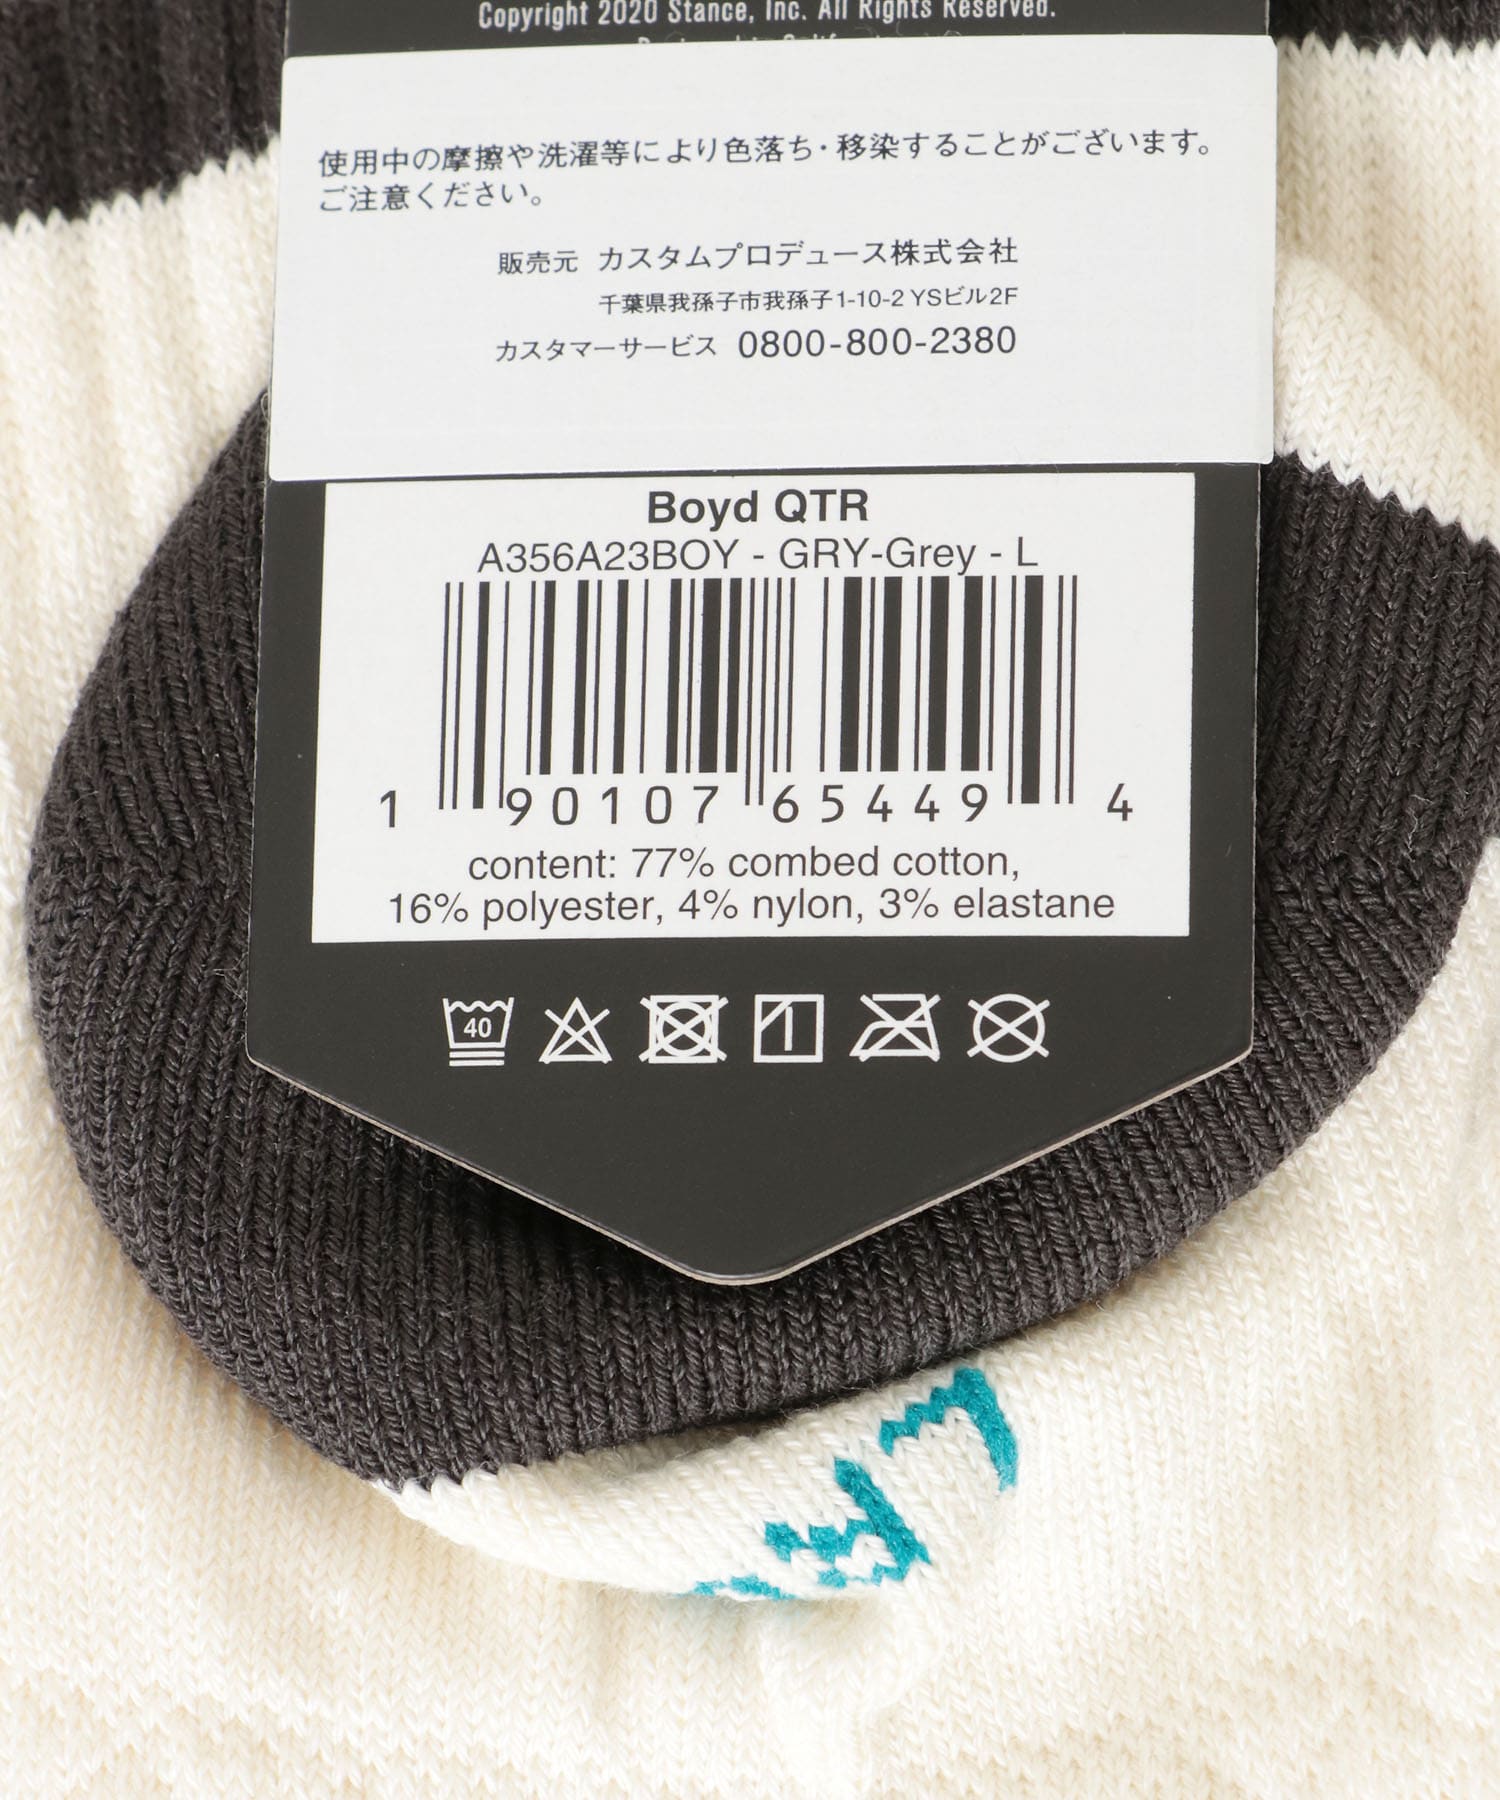 Copyright 2020 Stance, Inc. All Rights Reserved.
使用中の摩擦や洗濯等により色落ち・移染することがございます。
ご注意ください。
販売元 カスタムプロデュース株式会社
千葉県我孫子市我孫子1-10-2 YSビル2F
カスタマーサービス 0800-800-2380
Boyd QTR
A356A23BOY - GRY-Grey - L
1 90107 65449 4
content: 77% combed cotton,
16% polyester, 4% nylon, 3% elastane
40